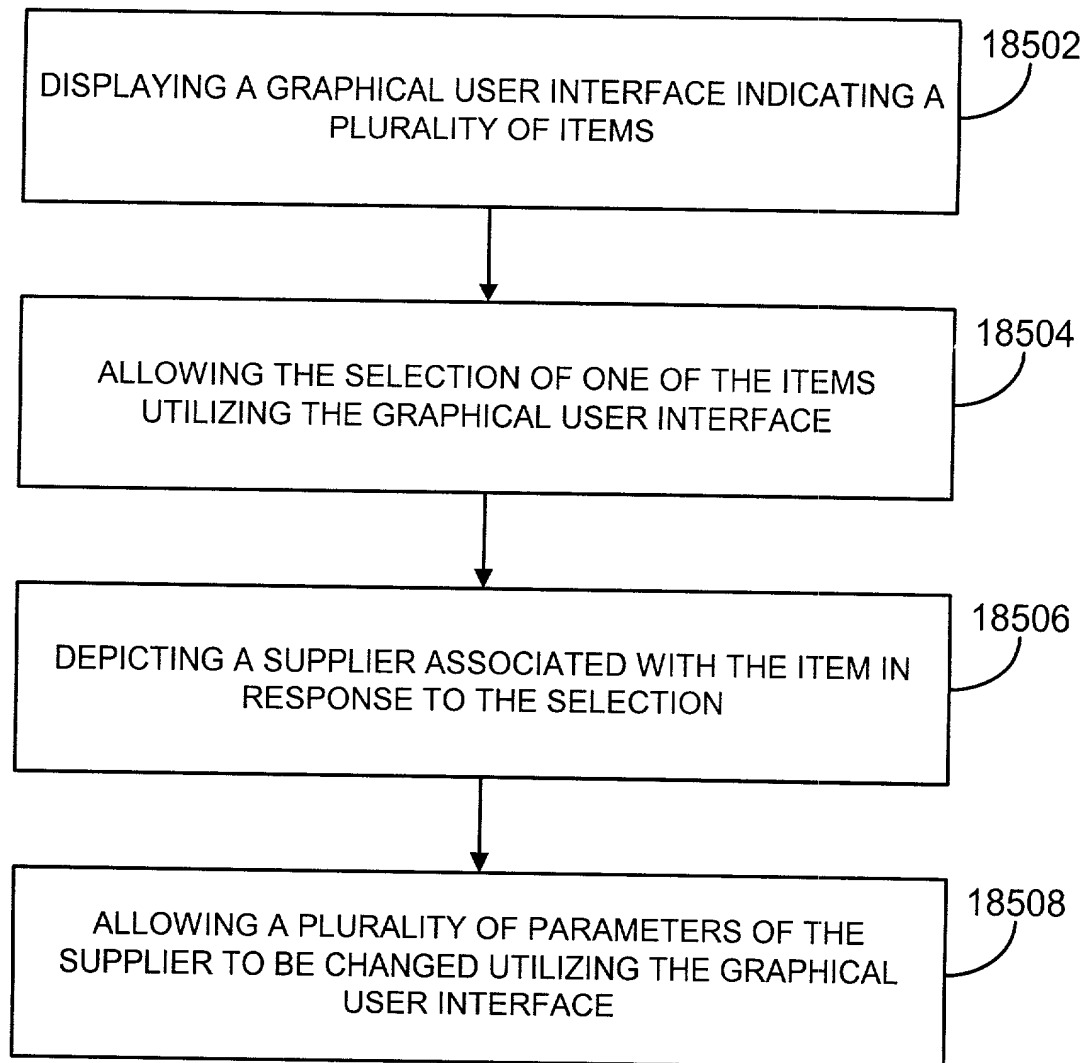 18502
DISPLAYING A GRAPHICAL USER INTERFACE INDICATING A
PLURALITY OF ITEMS
18504
ALLOWING THE SELECTION OF ONE OF THE ITEMS
UTILIZING THE GRAPHICAL USER INTERFACE
18506
DEPICTING A SUPPLIER ASSOCIATED WITH THE ITEM IN
RESPONSE TO THE SELECTION
18508
ALLOWING A PLURALITY OF PARAMETERS OF THE
SUPPLIER TO BE CHANGED UTILIZING THE GRAPHICAL
USER INTERFACE